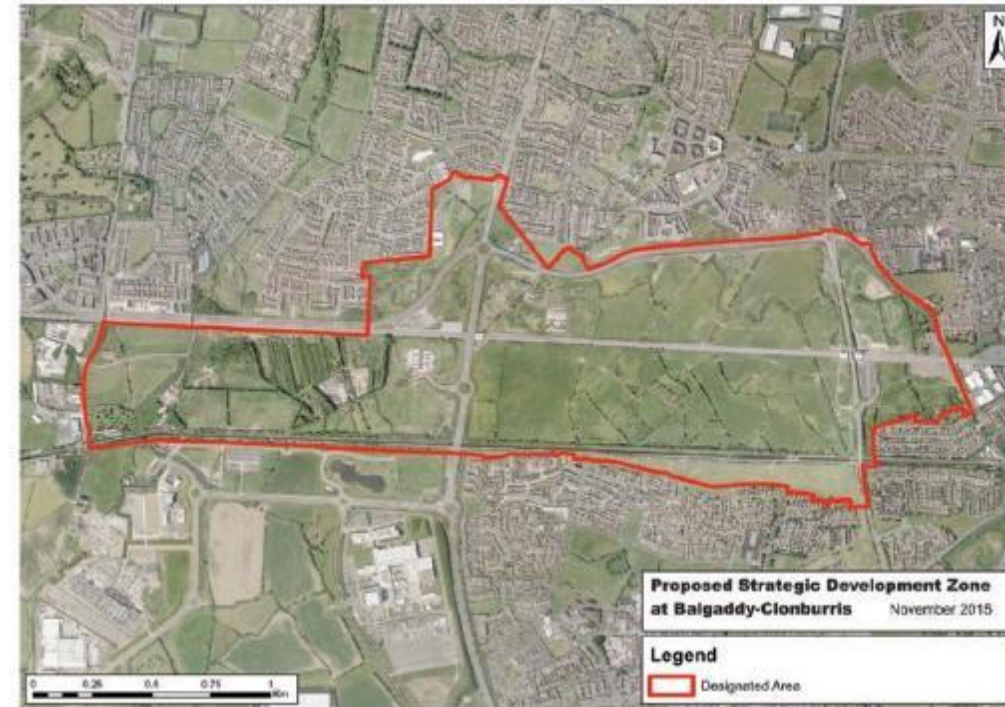 N
Proposed Strategic Development Zone
at Balgaddy-Clonburris November 2015
Legend
Designated Area
0 0.25 0.5 0.75 1
Km